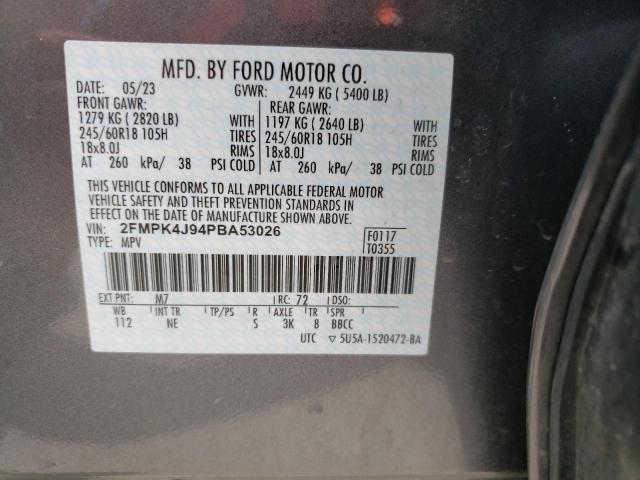 MFD. BY FORD MOTOR CO.
DATE: 05/23 GVWR: 2449 KG ( 5400 LB)
FRONT GAWR: REAR GAWR:
1279 KG ( 2820 LB) WITH 1197 KG ( 2640 LB) WITH
245/60R18 105H TIRES 245/60R18 105H TIRES
18x8.0J RIMS 18x8.0J RIMS
AT 260 kPa/ 38 PSI COLD AT 260 kPa/ 38 PSI COLD
THIS VEHICLE CONFORMS TO ALL APPLICABLE FEDERAL MOTOR
VEHICLE SAFETY AND THEFT PREVENTION STANDARDS IN
EFFECT ON THE DATE OF MANUFACTURE SHOWN ABOVE.
VIN: 2FMPK4J94PBA53026 F0117
TYPE: MPV T0355
EXT PNT: M7 RC: 72 DSO:
WB INT TR TP/PS R AXLE TR SPR
112 NE S 3K 8 BBCC
UTC ▽ 5U5A-1520472-BA